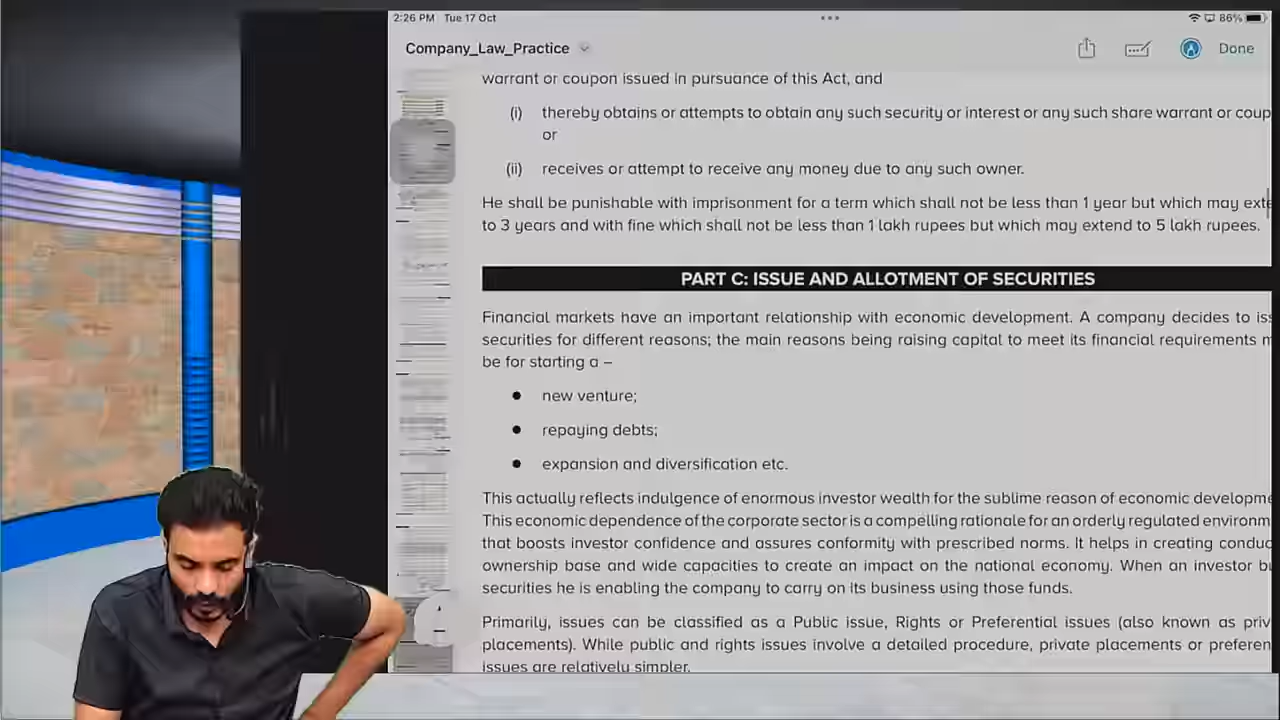 2:26 PM Tue 17 Oct
86%
Company_Law_Practice
Done
warrant or coupon issued in pursuance of this Act, and
(i) thereby obtains or attempts to obtain any such security or interest or any such share warrant or coup
or
(ii) receives or attempt to receive any money due to any such owner.
He shall be punishable with imprisonment for a term which shall not be less than 1 year but which may exte
to 3 years and with fine which shall not be less than 1 lakh rupees but which may extend to 5 lakh rupees.
PART C: ISSUE AND ALLOTMENT OF SECURITIES
Financial markets have an important relationship with economic development. A company decides to iss
securities for different reasons; the main reasons being raising capital to meet its financial requirements m
be for starting a –
• new venture;
• repaying debts;
• expansion and diversification etc.
This actually reflects indulgence of enormous investor wealth for the sublime reason of economic developme
This economic dependence of the corporate sector is a compelling rationale for an orderly regulated environm
that boosts investor confidence and assures conformity with prescribed norms. It helps in creating conduc
ownership base and wide capacities to create an impact on the national economy. When an investor bu
securities he is enabling the company to carry on its business using those funds.
Primarily, issues can be classified as a Public issue, Rights or Preferential issues (also known as priv
placements). While public and rights issues involve a detailed procedure, private placements or preferen
issues are relatively simpler.